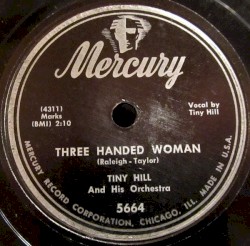 Mercury
(4311)
Marks
(BMI) 2:10
Vocal by
Tiny Hill
THREE HANDED WOMAN
(Raleigh-Taylor)
TINY HILL
And His Orchestra
5664
MERCURY RECORD CORPORATION, CHICAGO, ILL. MADE IN U.S.A.